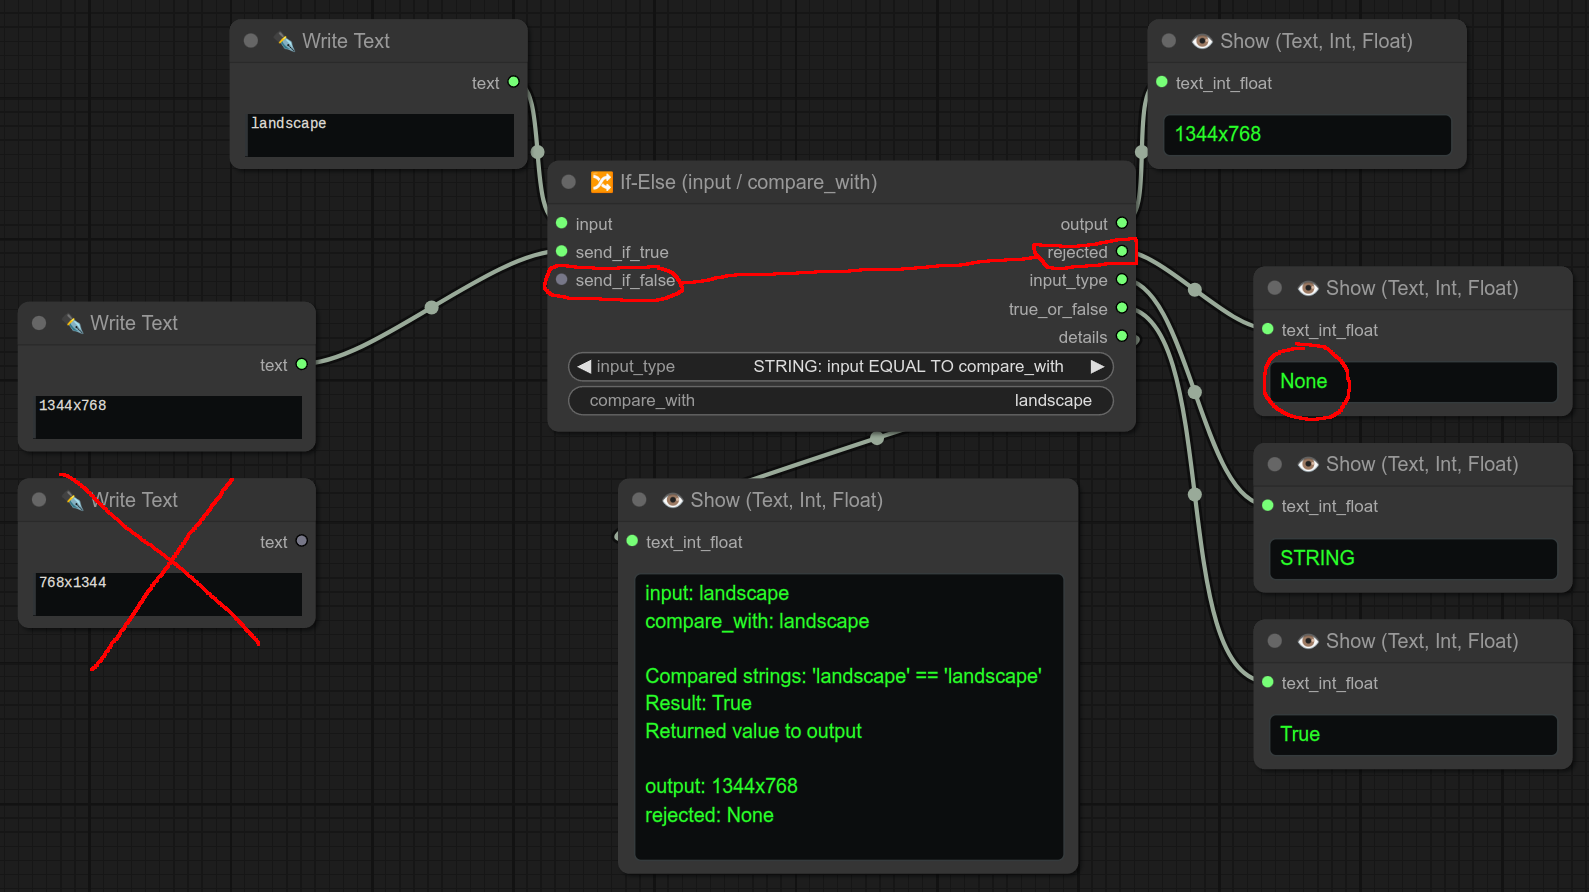 Write Text
text
landscape
Show (Text, Int, Float)
text_int_float
1344x768
If-Else (input / compare_with)
input
output
send_if_true
rejected
send_if_false
input_type
true_or_false
details
input_type STRING: input EQUAL TO compare_with
compare_with landscape
Write Text
text
1344x768
Write Text
text
768x1344
Show (Text, Int, Float)
text_int_float
None
Show (Text, Int, Float)
text_int_float
STRING
Show (Text, Int, Float)
text_int_float
True
Show (Text, Int, Float)
text_int_float
input: landscape
compare_with: landscape
Compared strings: 'landscape' == 'landscape'
Result: True
Returned value to output
output: 1344x768
rejected: None